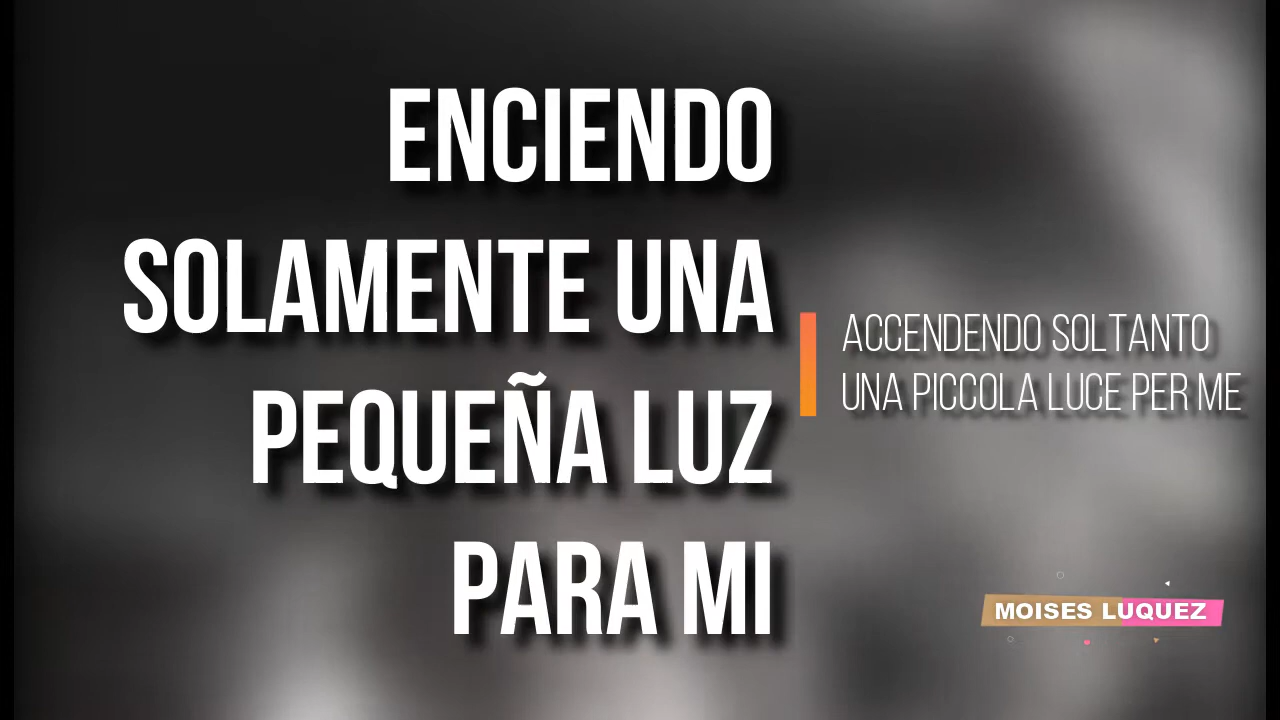 ENCIENDO
SOLAMENTE UNA
PEQUEÑA LUZ
PARA MI
ACCENDENDO SOLTANTO
UNA PICCOLA LUCE PER ME
MOISES LUQUEZ